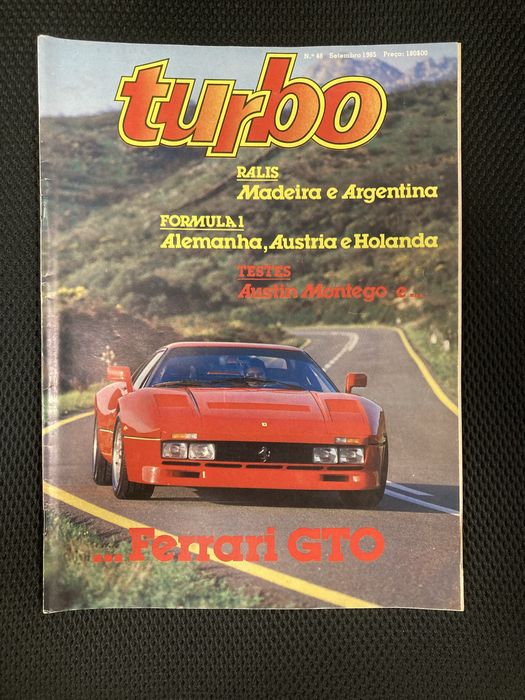 N.º 48 Setembro 1985 Preço: 180$00
turbo
RALIS
Madeira e Argentina
FORMULA 1
Alemanha, Austria e Holanda
TESTES
Austin Montego e...
...Ferrari GTO